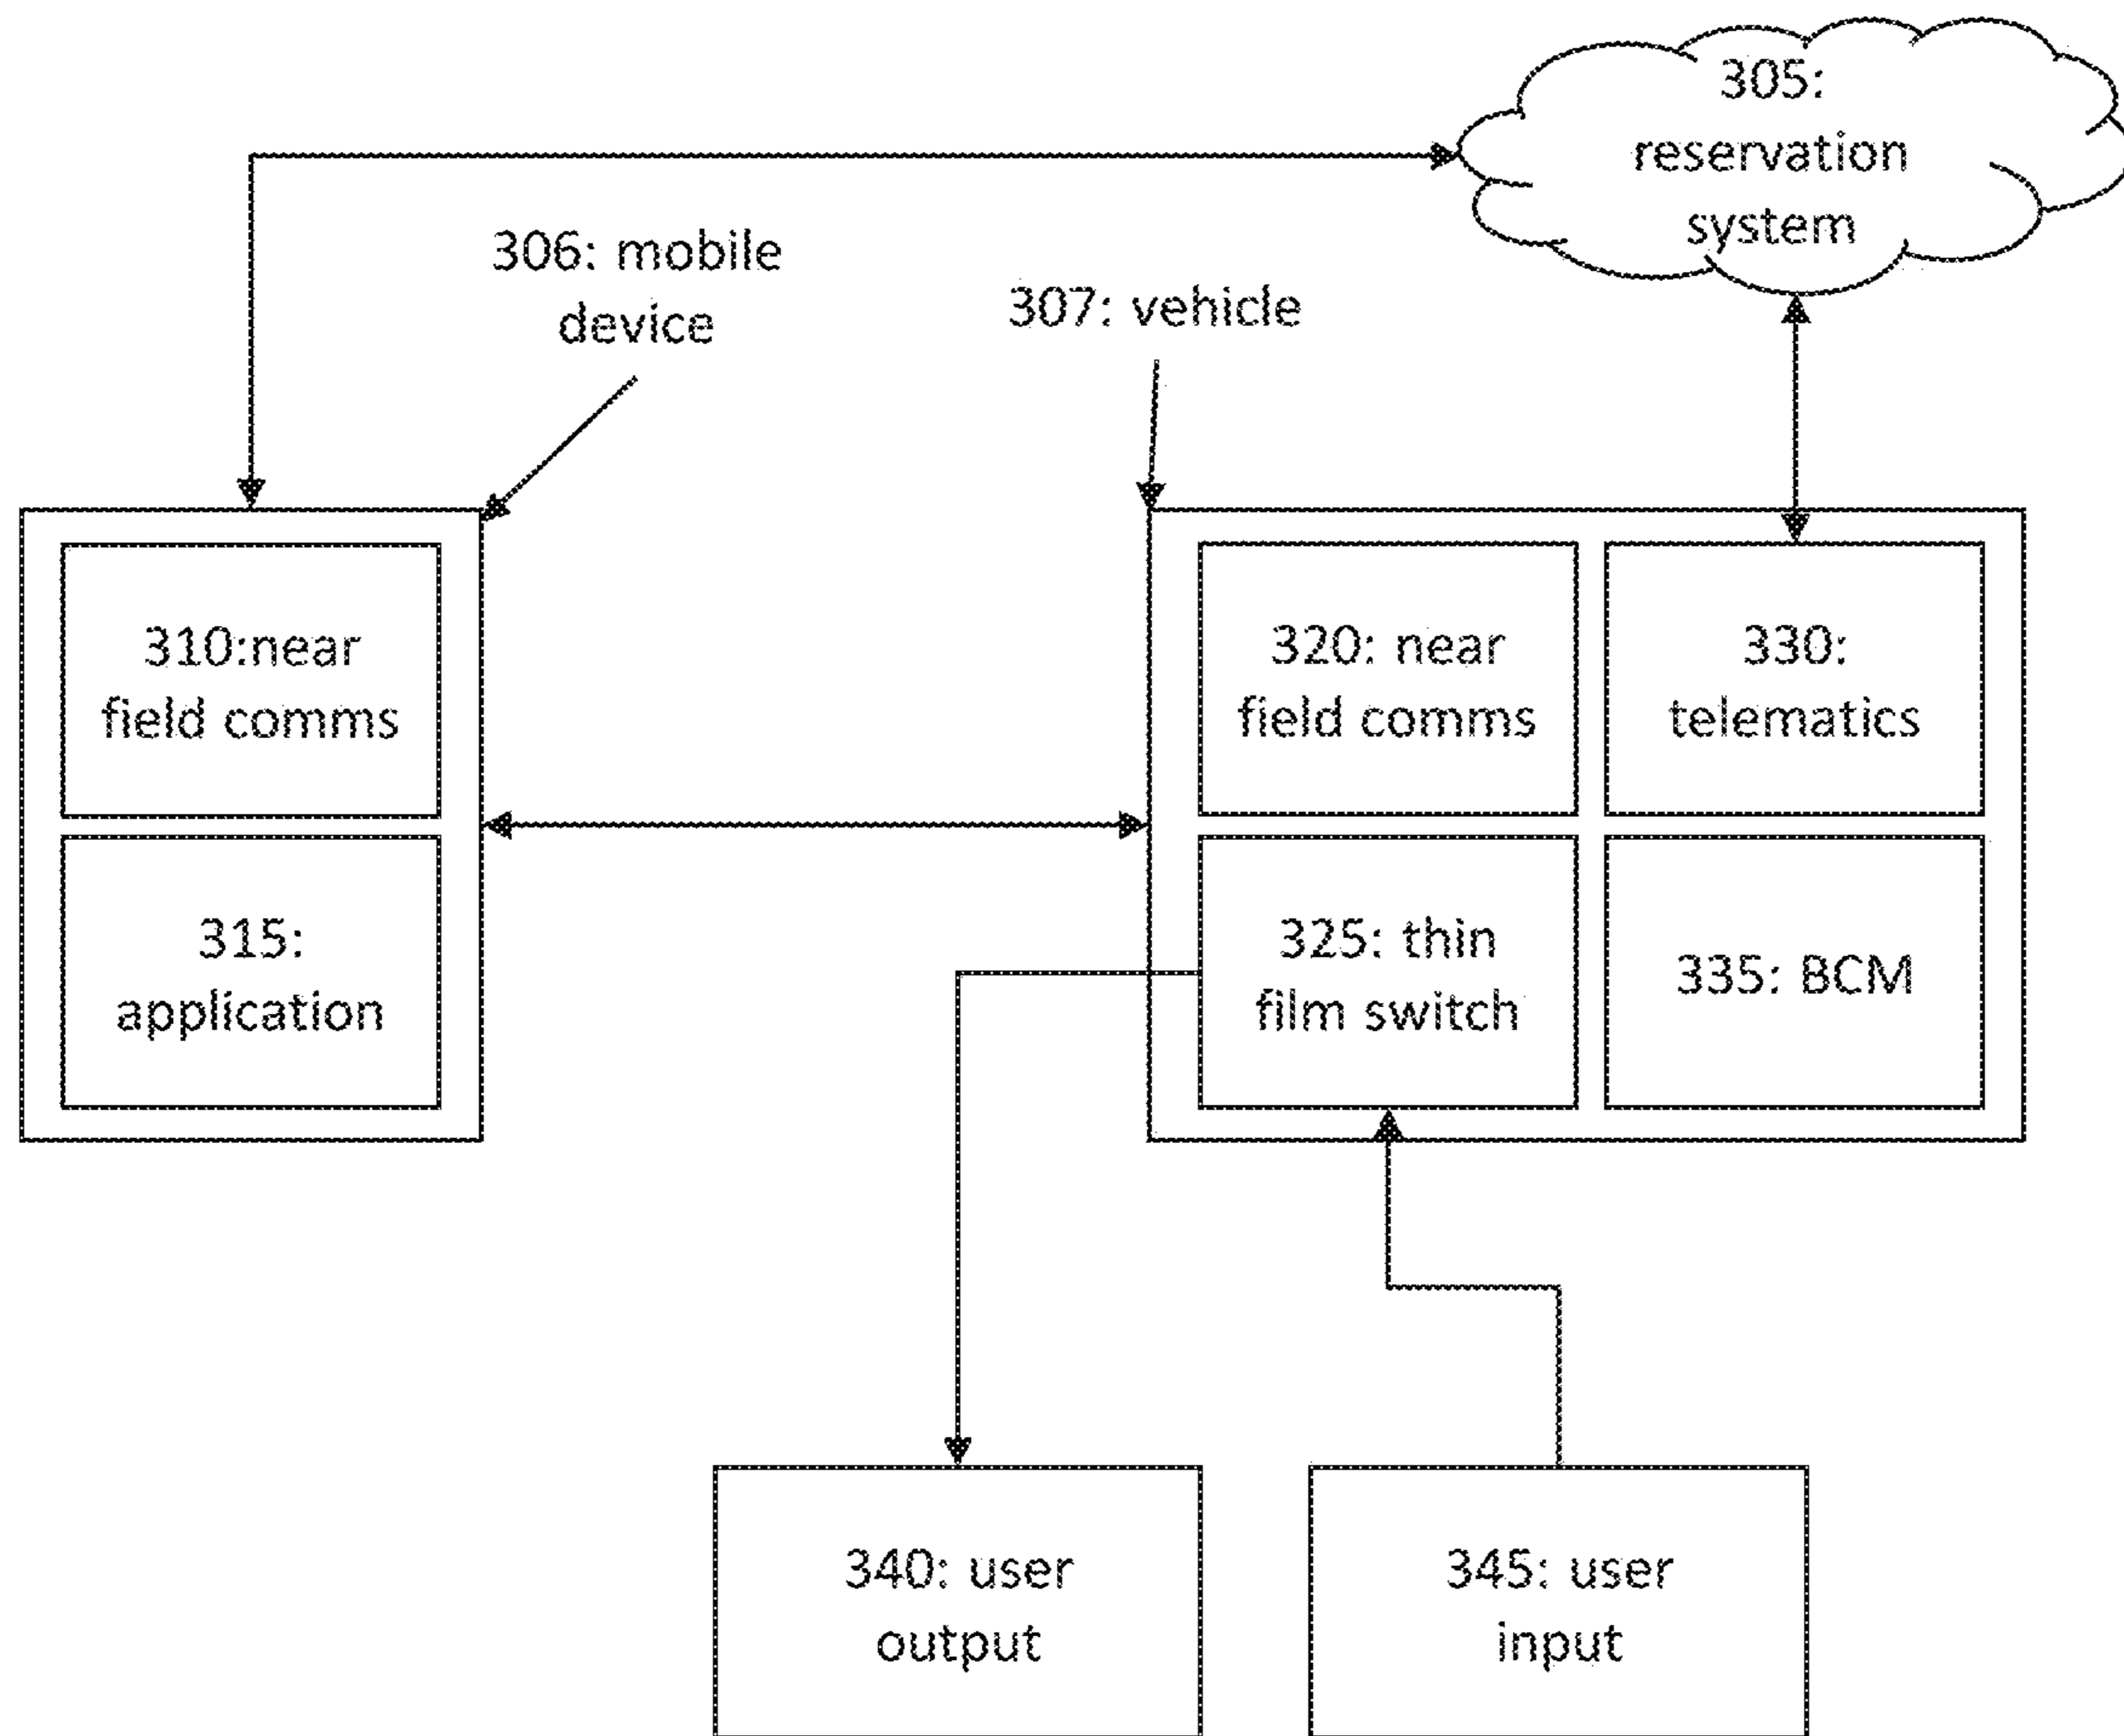 305:
reservation
system
306: mobile
device
307: vehicle
310:near
field comms
320: near
field comms
330:
telematics
315:
application
325: thin
film switch
335: BCM
340: user
output
345: user
input